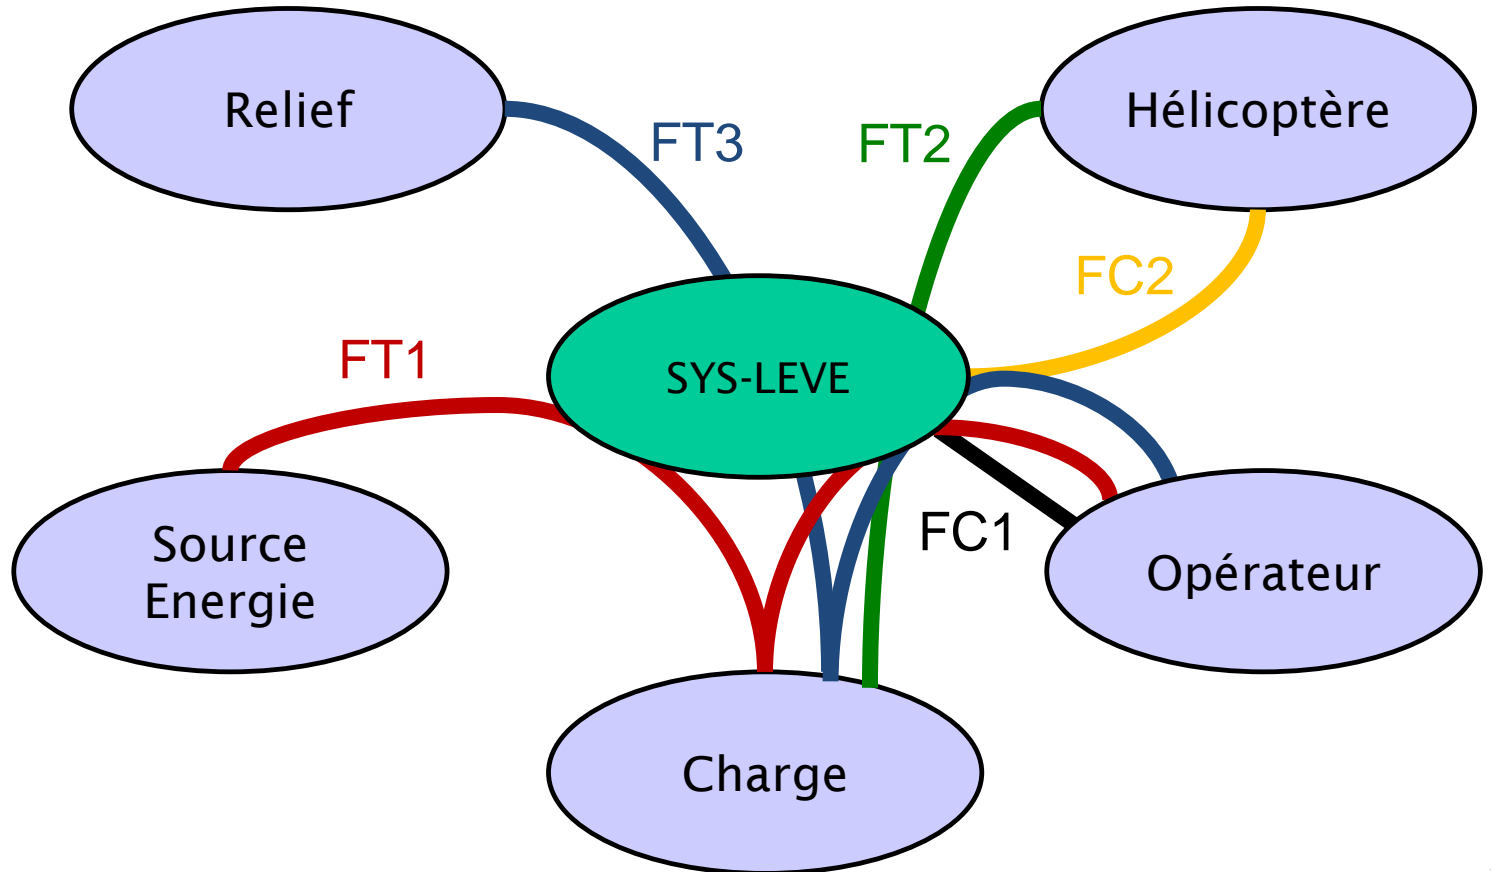 Relief
Hélicoptère
FT3
FT2
FC2
FT1
SYS-LEVE
FC1
Source
Energie
Opérateur
Charge